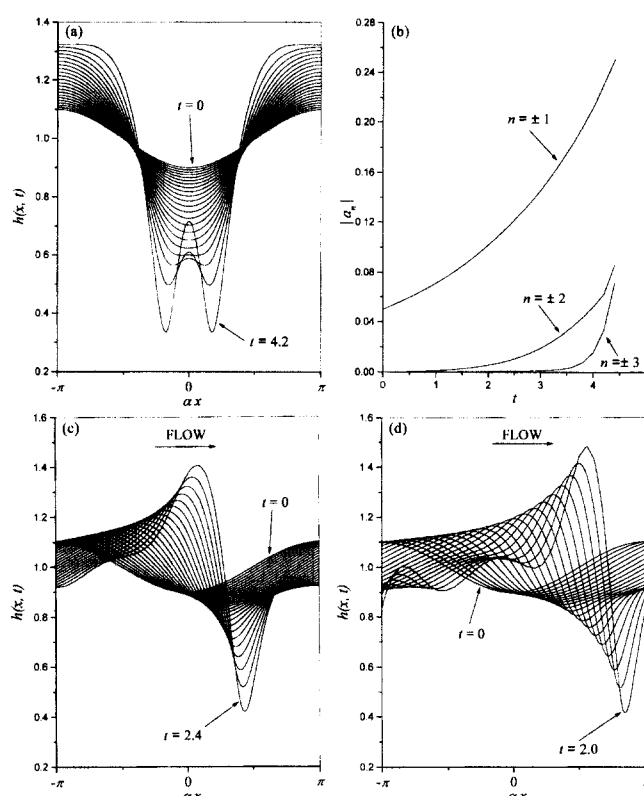 (a)
1.4
1.2
1.0
0.8
0.6
0.4
0.2
h(x, t)
t = 0
t = 4.2
-π
0
π
α x
(b)
0.28
0.24
0.20
0.16
0.12
0.08
0.04
0.00
|a_n|
n = ± 1
n = ± 2
n = ± 3
0
1
2
3
4
t
(c)
FLOW
1.6
1.4
1.2
1.0
0.8
0.6
0.4
0.2
h(x, t)
t = 0
t = 2.4
-π
0
π
α x
(d)
FLOW
1.6
1.4
1.2
1.0
0.8
0.6
0.4
0.2
h(x, t)
t = 0
t = 2.0
-π
0
π
α x